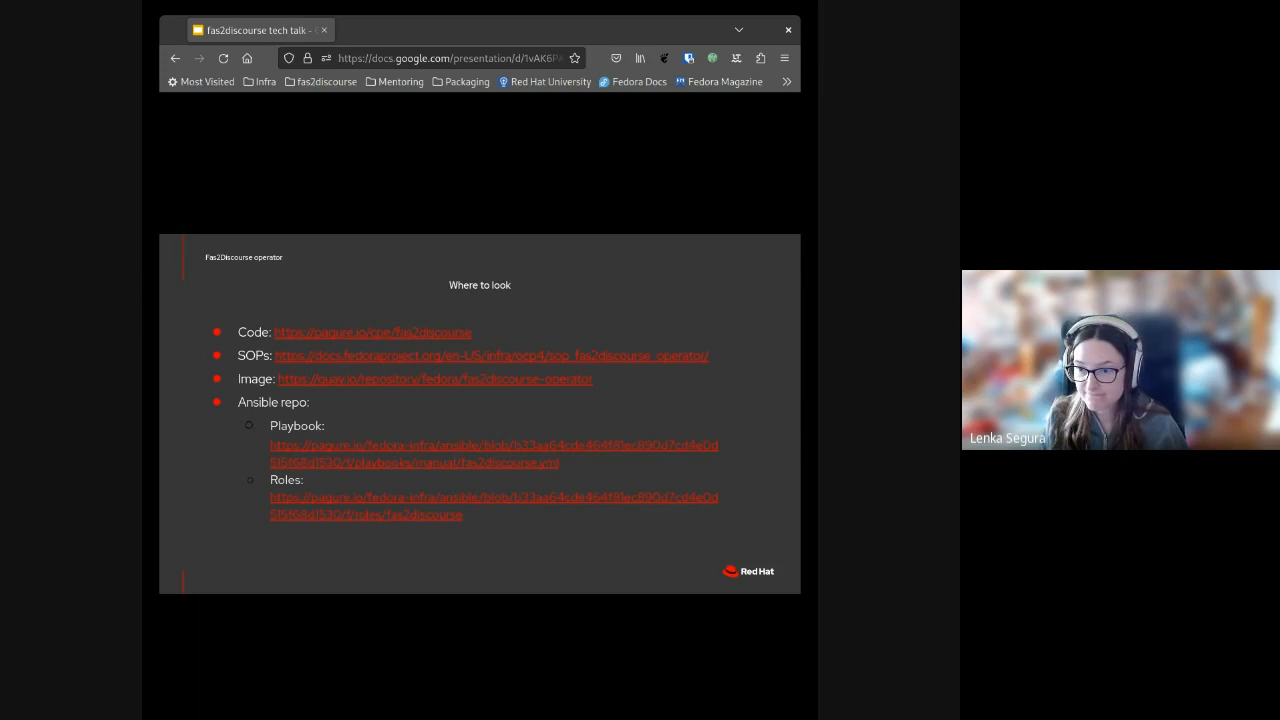 fas2discourse tech talk -
https://docs.google.com/presentation/d/1vAK6P
Most Visited Infra fas2discourse Mentoring Packaging Red Hat University Fedora Docs Fedora Magazine
Fas2Discourse operator
Where to look
Code: https://pagure.io/cpe/fas2discourse
SOPs: https://docs.fedoraproject.org/en-US/infra/ocp4/sop_fas2discourse_operator/
Image: https://quay.io/repository/fedora/fas2discourse-operator
Ansible repo:
Playbook:
https://pagure.io/fedora-infra/ansible/blob/b33aa64cde464f81ec890d7cd4e0d
515f68d1530/f/playbooks/manual/fas2discourse.yml
Roles:
https://pagure.io/fedora-infra/ansible/blob/b33aa64cde464f81ec890d7cd4e0d
515f68d1530/f/roles/fas2discourse
Red Hat
Lenka Segura